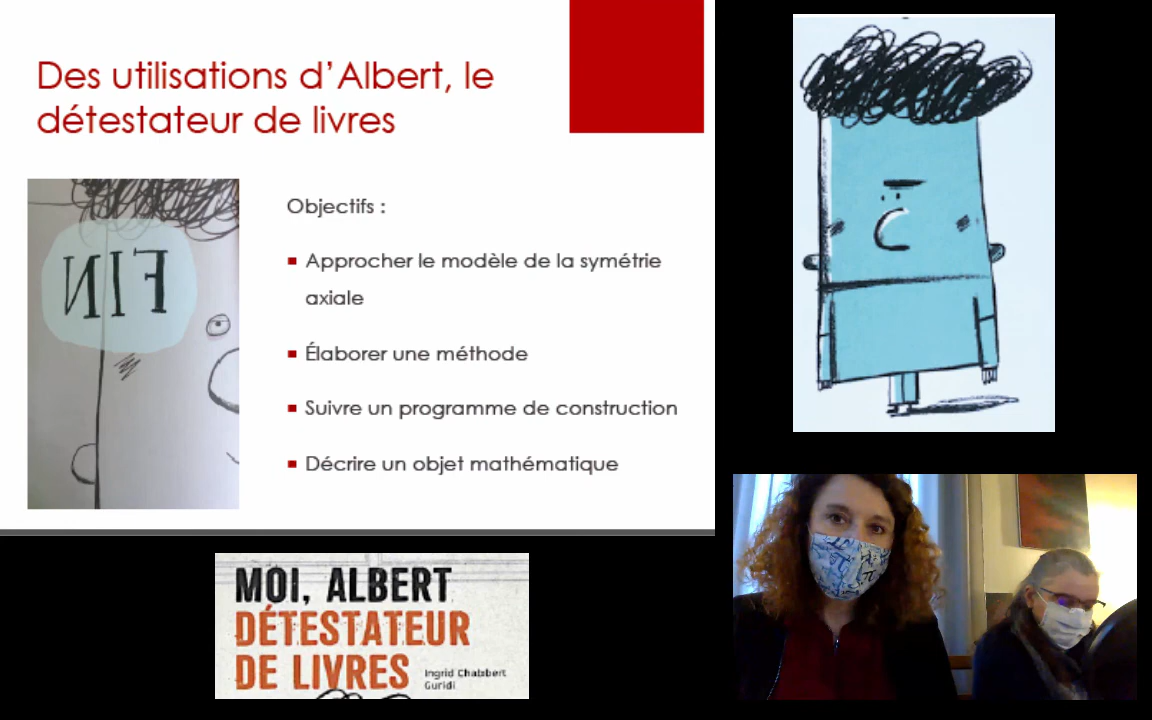 Des utilisations d’Albert, le
détestateur de livres
FIN
Objectifs :
Approcher le modèle de la symétrie
axiale
Élaborer une méthode
Suivre un programme de construction
Décrire un objet mathématique
MOI, ALBERT
DÉTESTATEUR
DE LIVRES
Ingrid Chabbert
Guridi